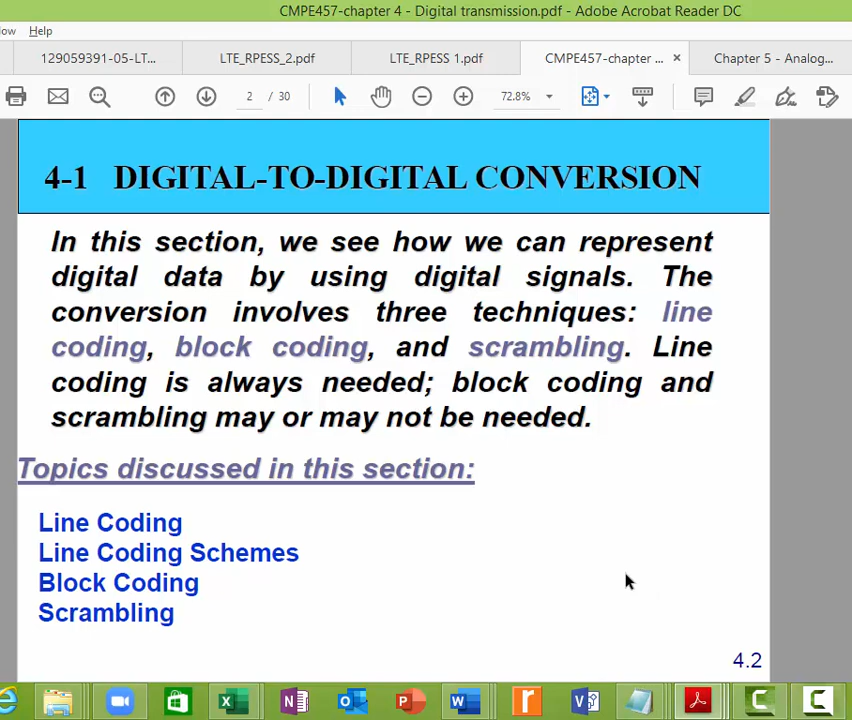 CMPE457-chapter 4 - Digital transmission.pdf - Adobe Acrobat Reader DC
ow Help
129059391-05-LT... LTE_RPESS_2.pdf LTE_RPESS 1.pdf CMPE457-chapter ... × Chapter 5 - Analog...
2 / 30 72.8%
4-1 DIGITAL-TO-DIGITAL CONVERSION
In this section, we see how we can represent
digital data by using digital signals. The
conversion involves three techniques: line
coding, block coding, and scrambling. Line
coding is always needed; block coding and
scrambling may or may not be needed.
Topics discussed in this section:
Line Coding
Line Coding Schemes
Block Coding
Scrambling
4.2